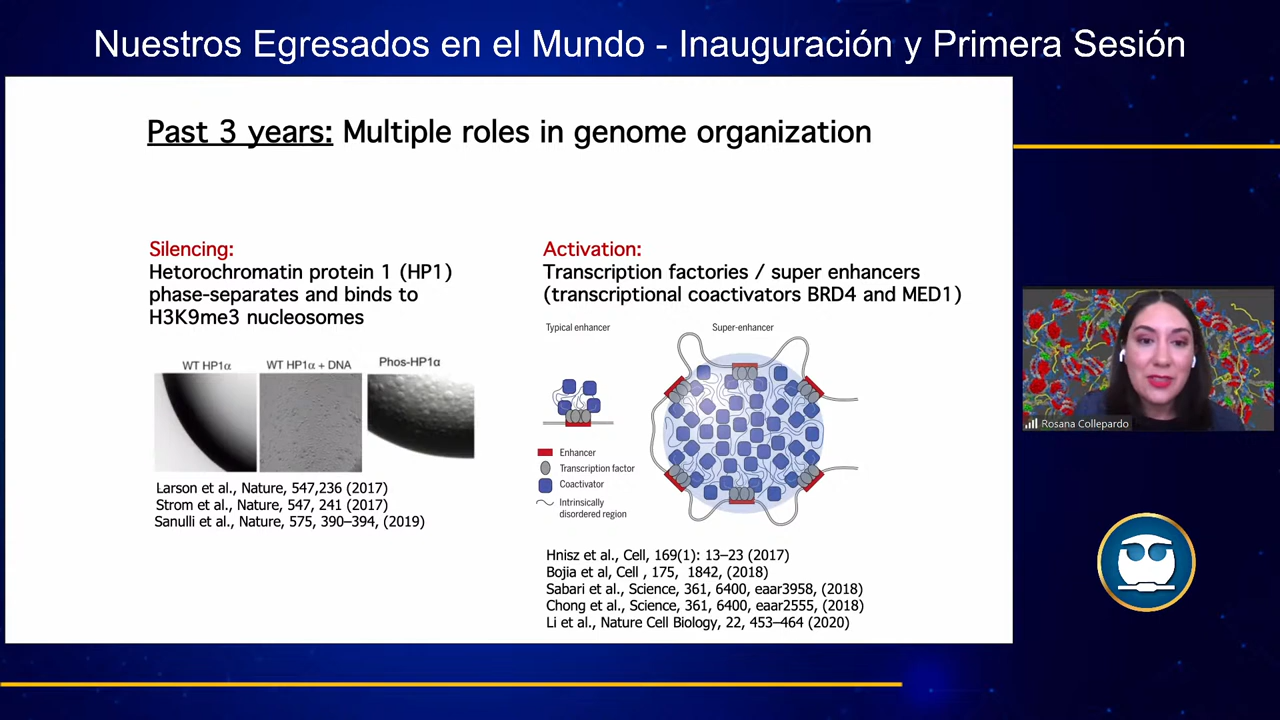 Nuestros Egresados en el Mundo - Inauguración y Primera Sesión
Past 3 years: Multiple roles in genome organization
Silencing:
Hetorochromatin protein 1 (HP1)
phase-separates and binds to
H3K9me3 nucleosomes
WT HP1α
WT HP1α + DNA
Phos-HP1α
Larson et al., Nature, 547,236 (2017)
Strom et al., Nature, 547, 241 (2017)
Sanulli et al., Nature, 575, 390–394, (2019)
Activation:
Transcription factories / super enhancers
(transcriptional coactivators BRD4 and MED1)
Typical enhancer
Super-enhancer
Enhancer
Transcription factor
Coactivator
Intrinsically
disordered region
Hnisz et al., Cell, 169(1): 13–23 (2017)
Bojia et al, Cell , 175, 1842, (2018)
Sabari et al., Science, 361, 6400, eaar3958, (2018)
Chong et al., Science, 361, 6400, eaar2555, (2018)
Li et al., Nature Cell Biology, 22, 453–464 (2020)
Rosana Collepardo